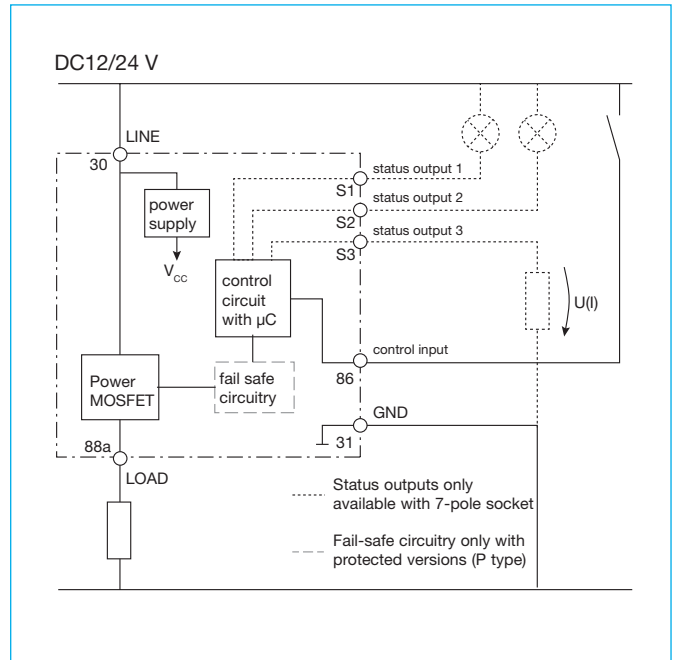 DC12/24 V
LINE
30
status output 1
S1
status output 2
S2
status output 3
S3
power
supply
VCC
control
circuit
with µC
U(I)
control input
86
Power
MOSFET
fail safe
circuitry
GND
31
88a
LOAD
Status outputs only
available with 7-pole socket
Fail-safe circuitry only with
protected versions (P type)